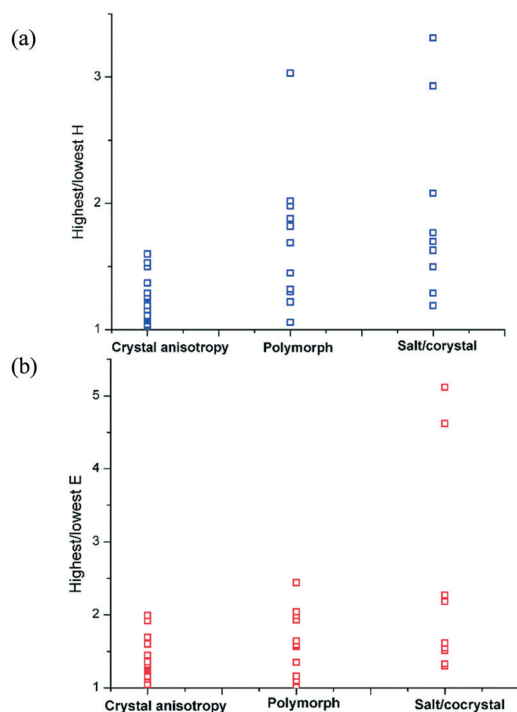 (a)
Highest/lowest H
3
2
1
Crystal anisotropy Polymorph Salt/corystal
(b)
Highest/lowest E
5
4
3
2
1
Crystal anisotropy Polymorph Salt/cocrystal